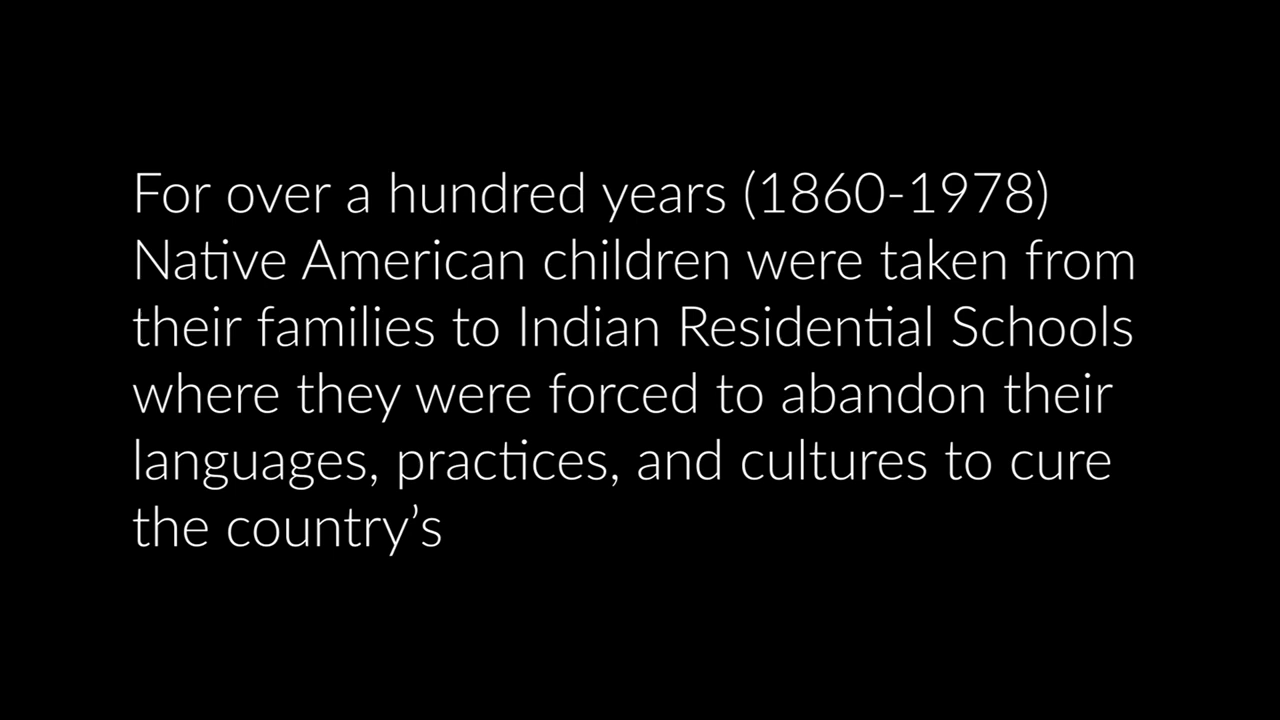 For over a hundred years (1860-1978)
Native American children were taken from
their families to Indian Residential Schools
where they were forced to abandon their
languages, practices, and cultures to cure
the country’s